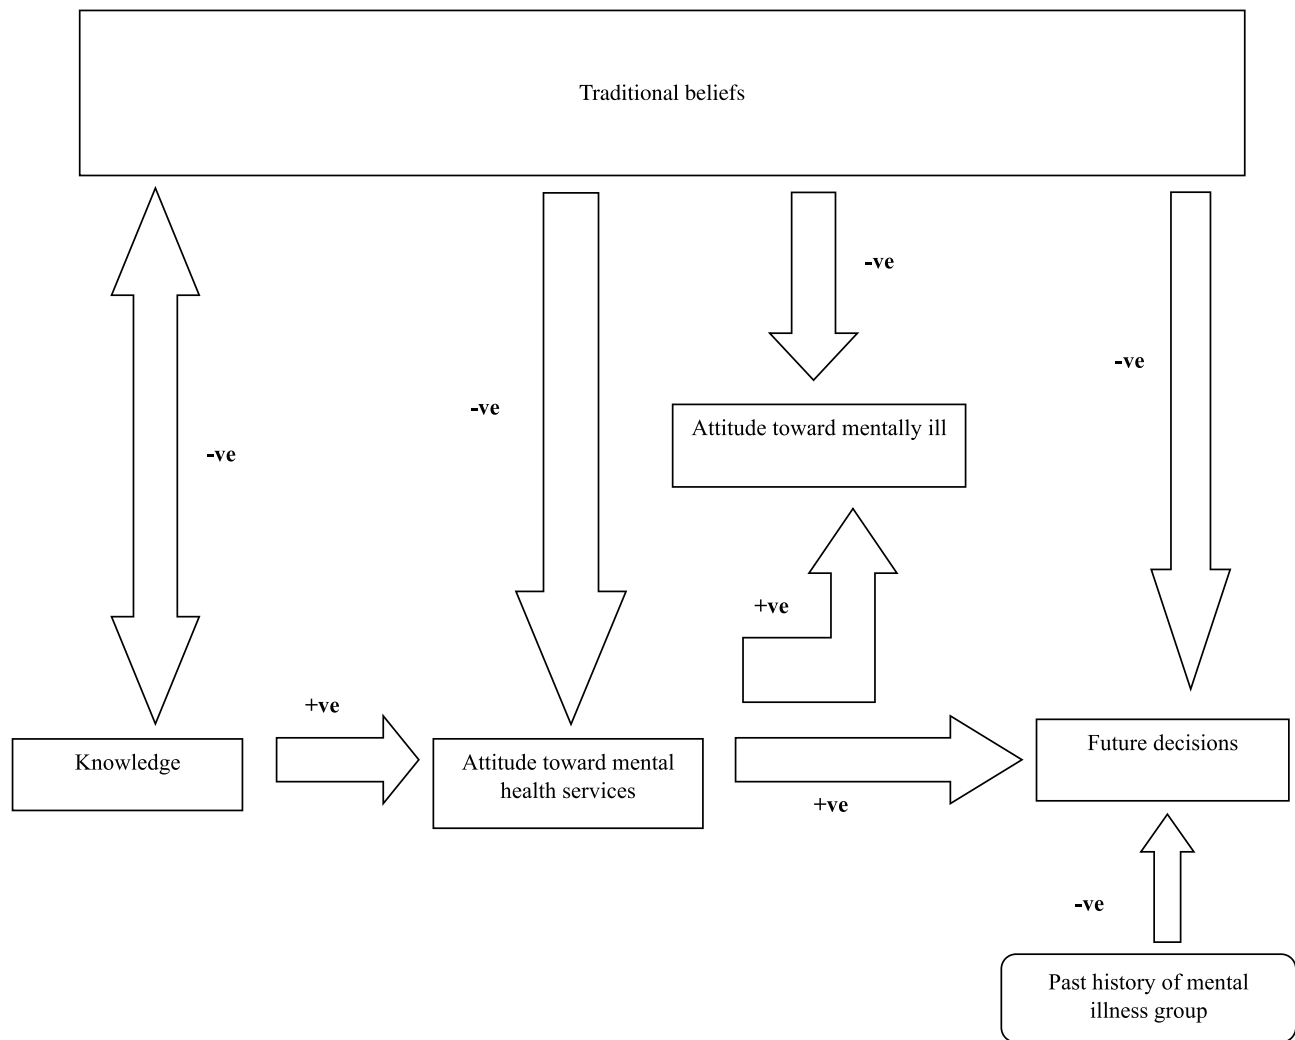 Traditional beliefs
-ve
-ve
-ve
-ve
Attitude toward mentally ill
+ve
+ve
Knowledge
Attitude toward mental
health services
+ve
Future decisions
-ve
Past history of mental
illness group